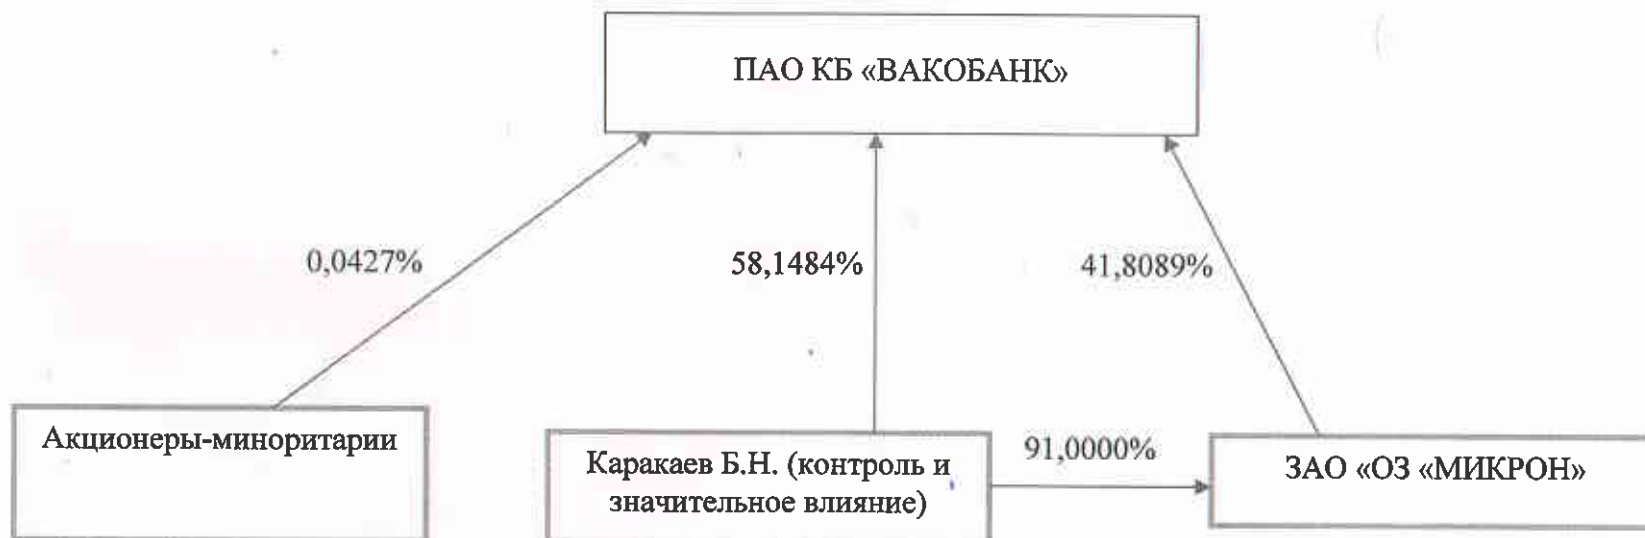 ПАО КБ «ВАКОБАНК»
0,0427%
58,1484%
41,8089%
Акционеры-миноритарии
Каракаев Б.Н. (контроль и
значительное влияние)
91,0000%
ЗАО «ОЗ «МИКРОН»